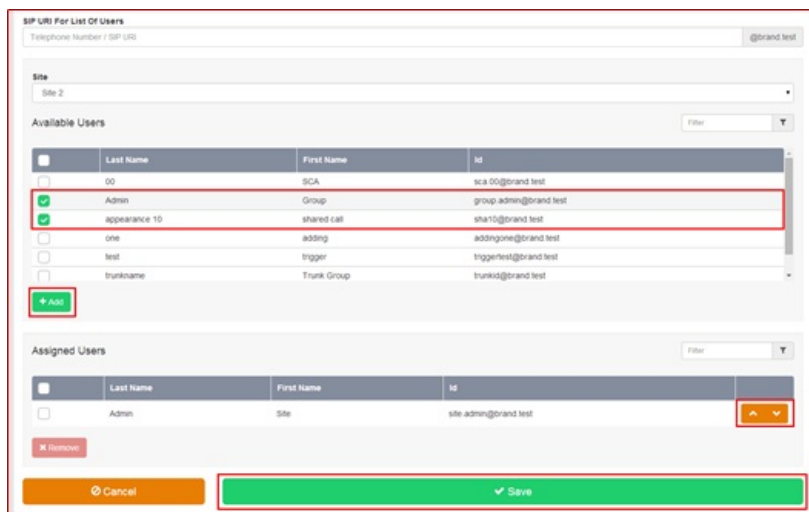 SIP URI For List Of Users
Telephone Number / SIP URI @brand.test
Site
Site 2
Available Users Filter
Last Name First Name Id
00 SCA sca.00@brand.test
Admin Group group.admin@brand.test
appearance 10 shared call sha10@brand.test
one adding addingone@brand.test
test trigger triggertest@brand.test
trunkname Trunk Group trunkid@brand.test
+ Add
Assigned Users Filter
Last Name First Name Id
Admin Site site.admin@brand.test
Remove
Cancel Save